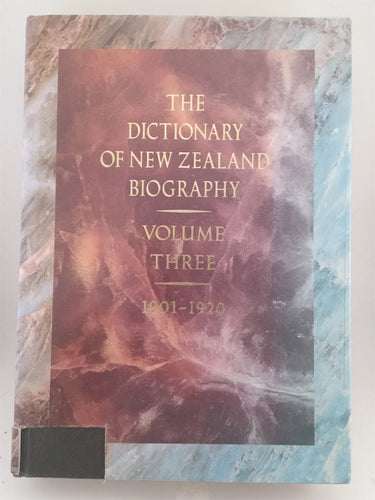 THE
DICTIONARY
OF NEW ZEALAND
BIOGRAPHY
VOLUME
THREE
1901–1920